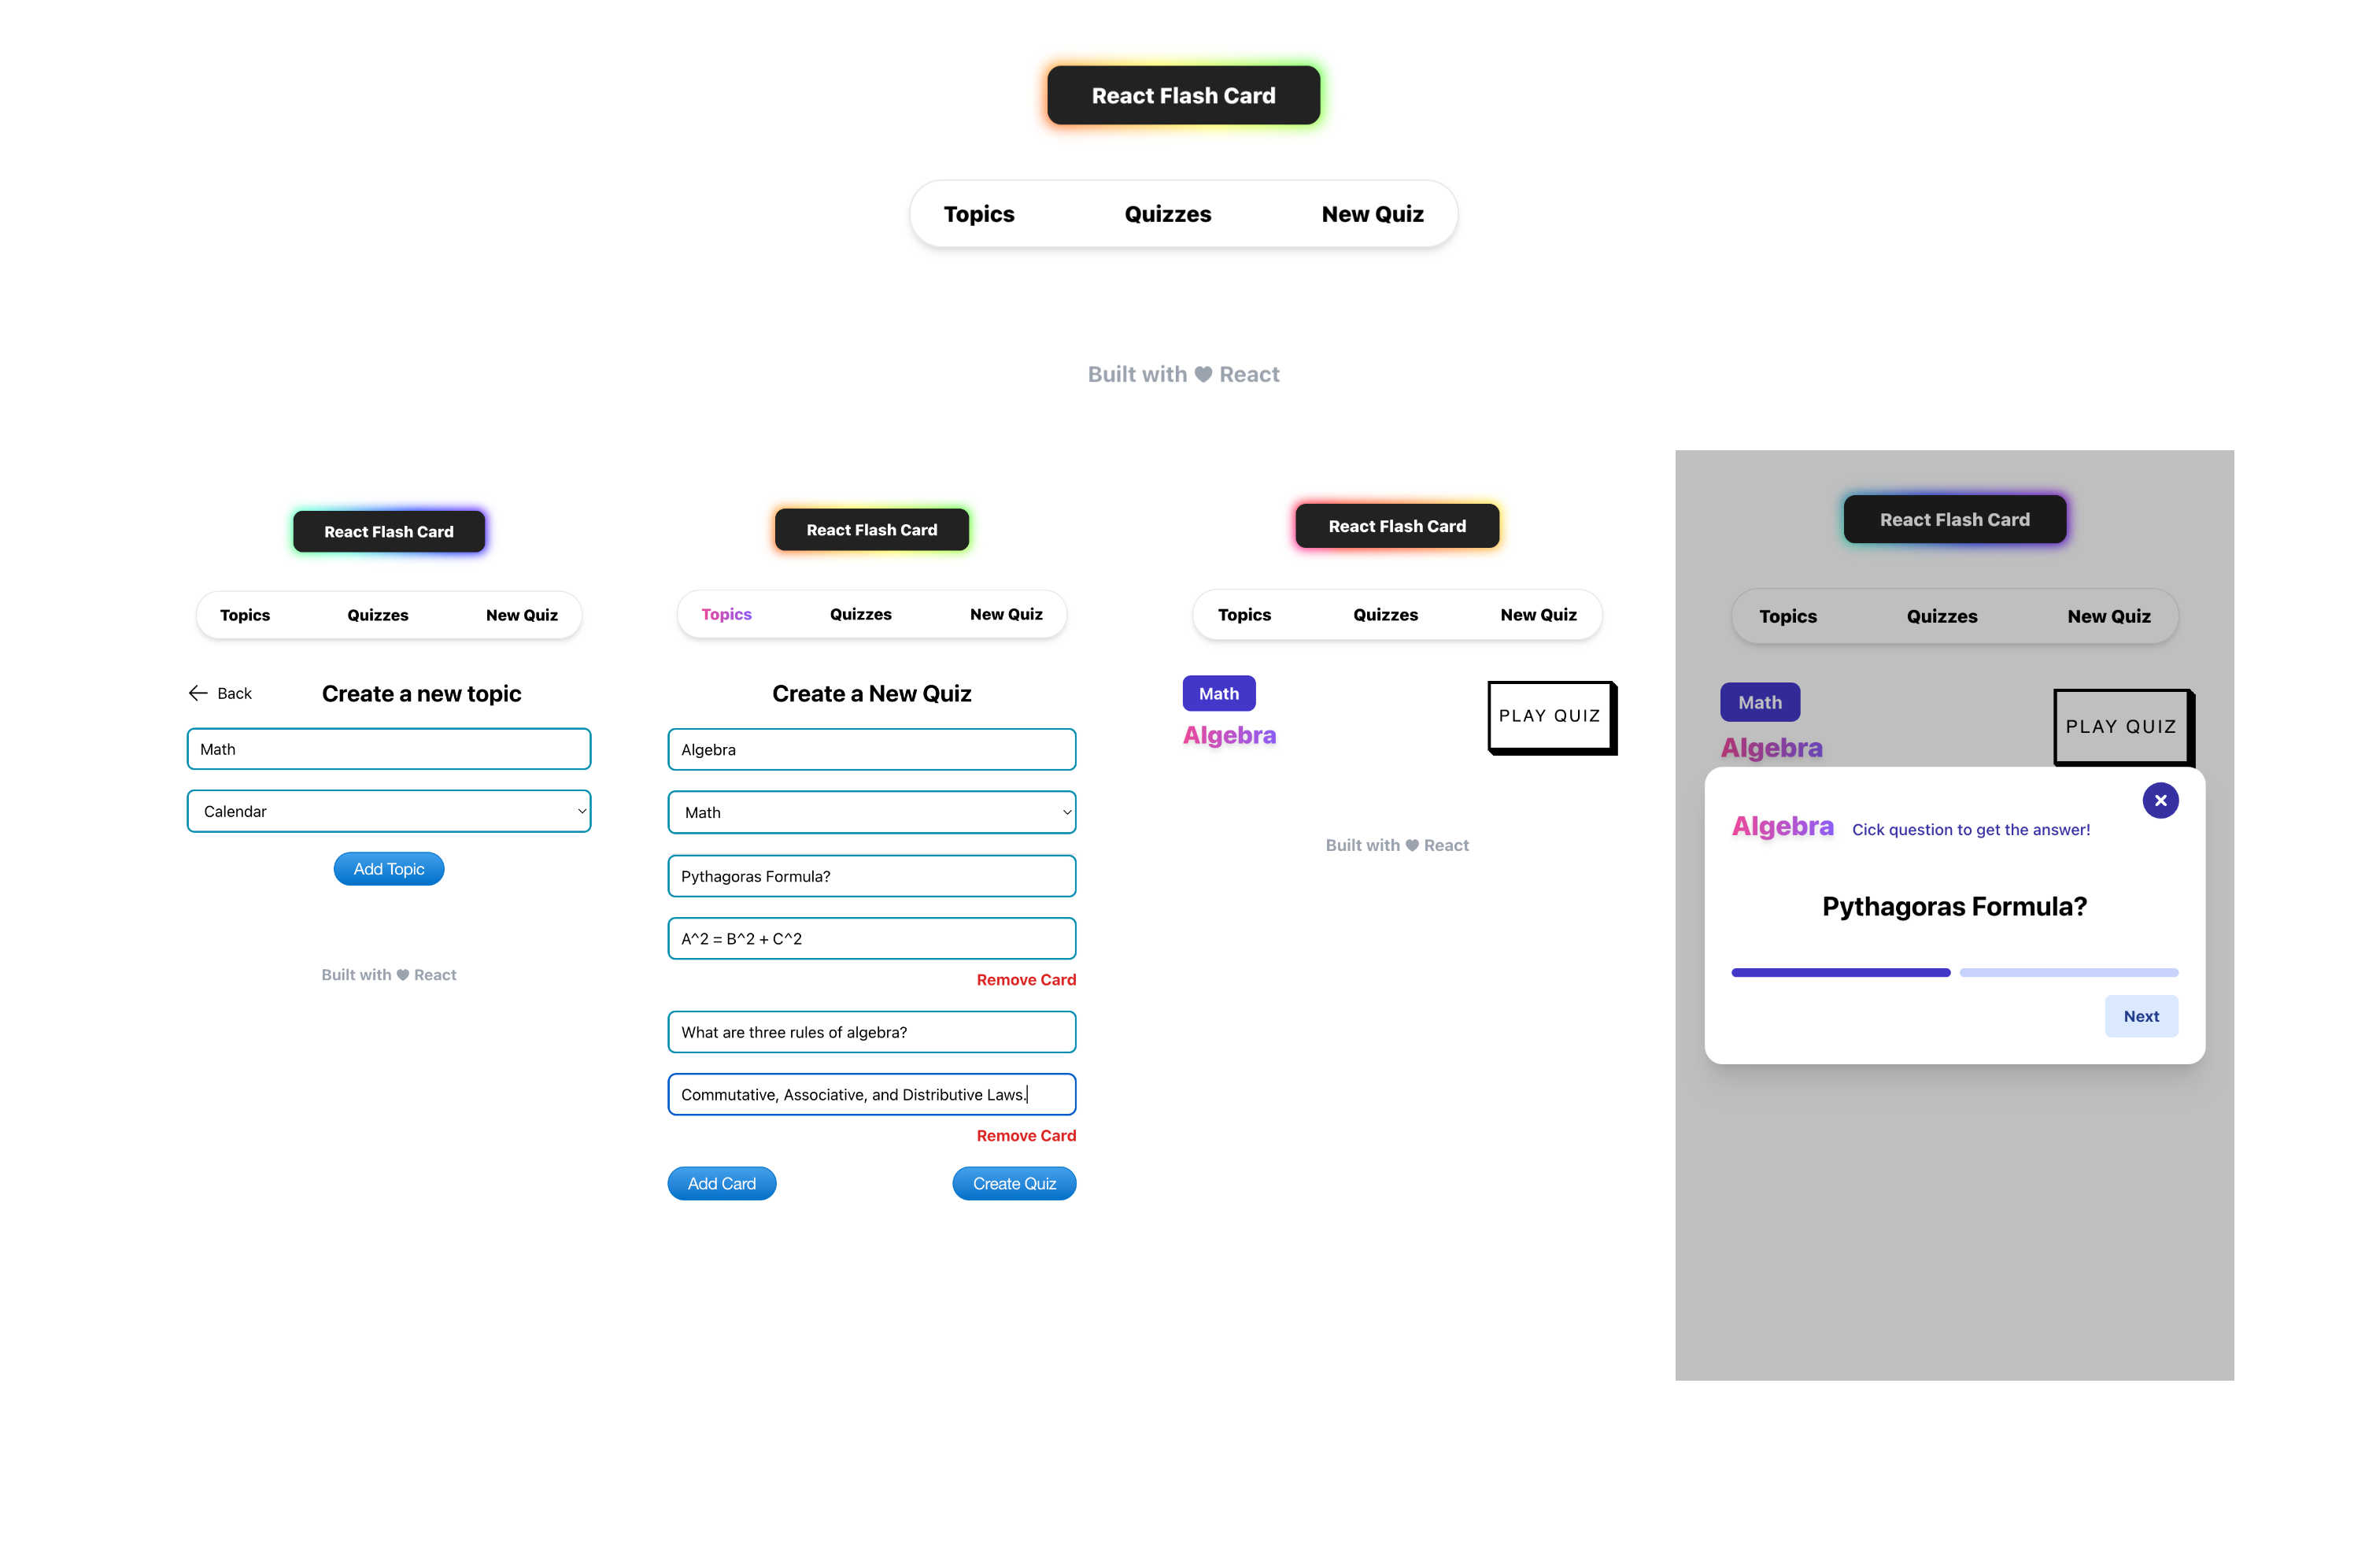 React Flash Card
Topics Quizzes New Quiz
Built with React
React Flash Card
Topics Quizzes New Quiz
Back Create a new topic
Math
Calendar
Add Topic
Built with React
React Flash Card
Topics Quizzes New Quiz
Create a New Quiz
Algebra
Math
Pythagoras Formula?
A^2 = B^2 + C^2
Remove Card
What are three rules of algebra?
Commutative, Associative, and Distributive Laws.
Remove Card
Add Card Create Quiz
React Flash Card
Topics Quizzes New Quiz
Math
PLAY QUIZ
Algebra
Built with React
React Flash Card
Topics Quizzes New Quiz
Math
PLAY QUIZ
Algebra
Algebra Cick question to get the answer!
Pythagoras Formula?
Next